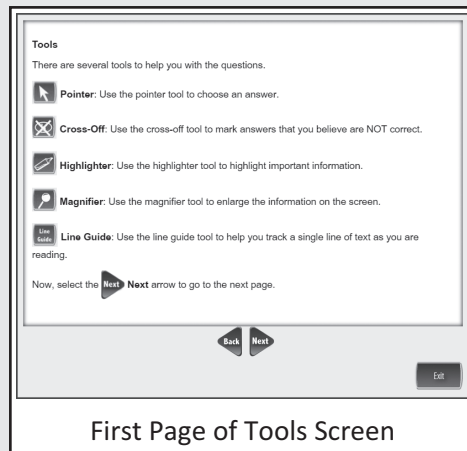 Tools
There are several tools to help you with the questions.
Pointer: Use the pointer tool to choose an answer.
Cross-Off: Use the cross-off tool to mark answers that you believe are NOT correct.
Highlighter: Use the highlighter tool to highlight important information.
Magnifier: Use the magnifier tool to enlarge the information on the screen.
Line
Guide Line Guide: Use the line guide tool to help you track a single line of text as you are
reading.
Now, select the Next Next arrow to go to the next page.
Back Next
Exit
First Page of Tools Screen